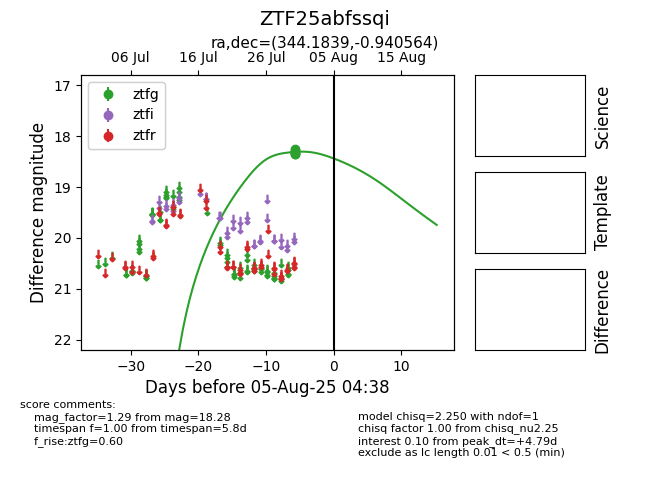 ZTF25abfssqi
ra,dec=(344.1839,-0.940564)
06 Jul 16 Jul 26 Jul 05 Aug 15 Aug
ztfg
ztfi
ztfr
17
18
19
20
21
22
Difference magnitude
−30 −20 −10 0 10
Days before 05-Aug-25 04:38
Science
Template
Difference
score comments:
mag_factor=1.29 from mag=18.28
timespan f=1.00 from timespan=5.8d
f_rise:ztfg=0.60
model chisq=2.250 with ndof=1
chisq factor 1.00 from chisq_nu2.25
interest 0.10 from peak_dt=+4.79d
exclude as lc length 0.01 < 0.5 (min)